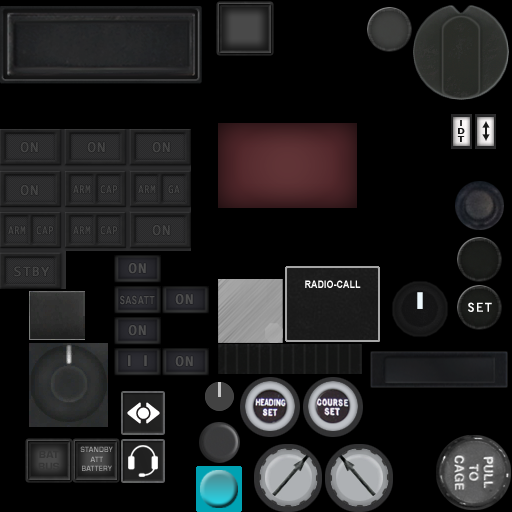 IDT
ON
ON
ON
ON
ARM CAP
ARM GA
ARM CAP
ARM CAP
ON
STBY
ON
SASATT
ON
ON
ON
RADIO-CALL
SET
HEADING
SET
COURSE
SET
BAT
STANDBY
ATT
BATTERY
PULL
TO
CAGE